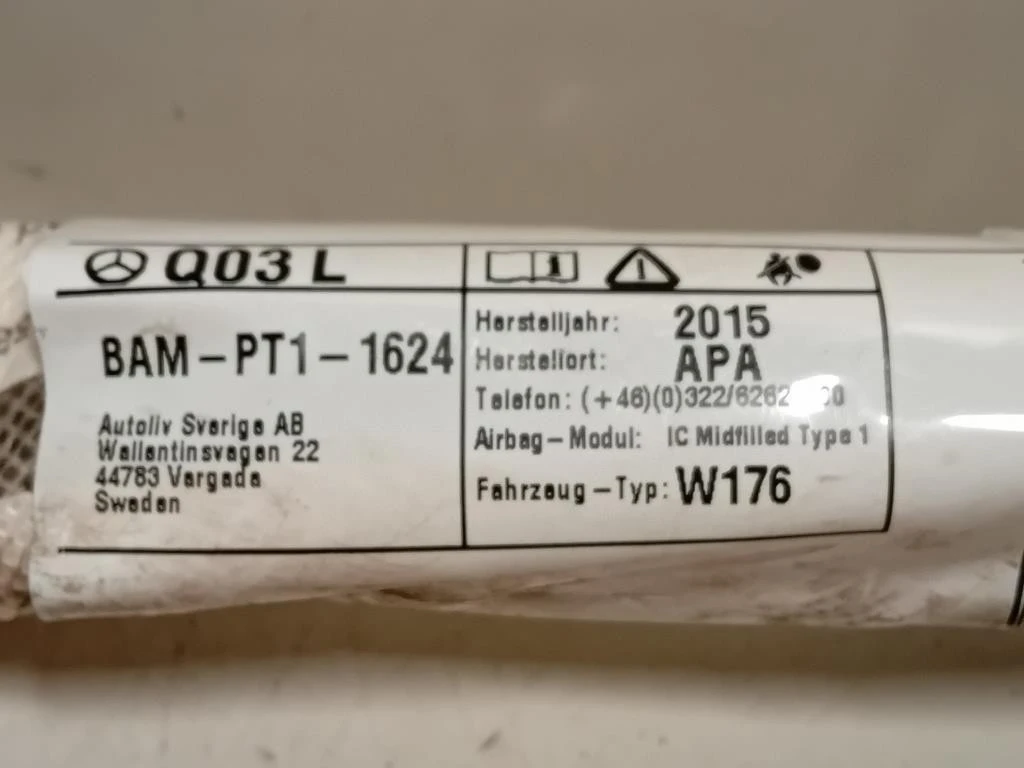 Q03 L
BAM-PT1-1624
Autoliv Sverige AB
Wallentinsvagen 22
44783 Vargada
Sweden
Herstelljahr: 2015
Herstellort: APA
Telefon:
Airbag-Modul: IC Midfilled Type 1
Fahrzeug-Typ: W176